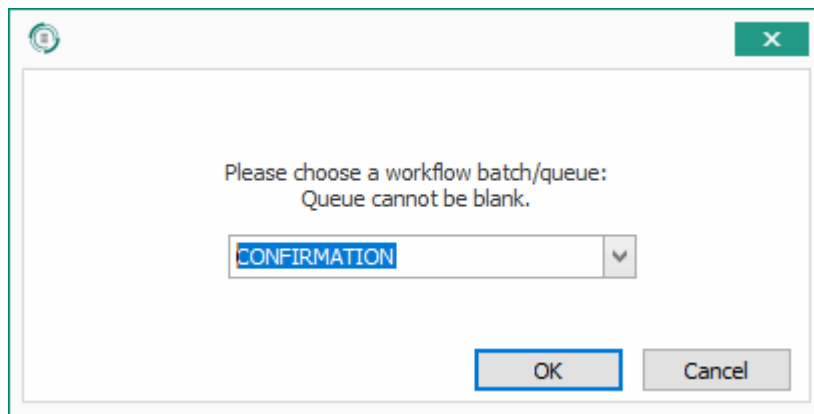 Please choose a workflow batch/queue:
Queue cannot be blank.
CONFIRMATION
OK
Cancel